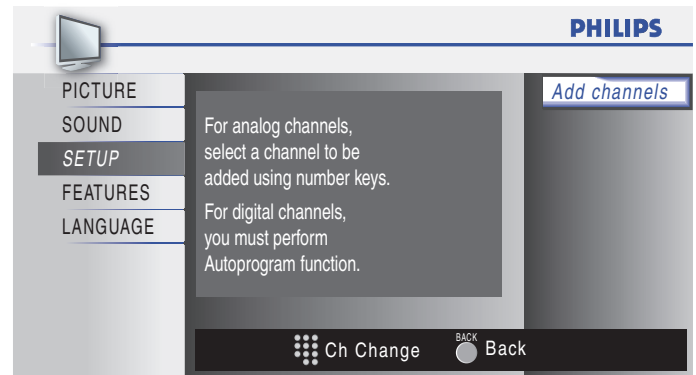 PHILIPS
PICTURE
SOUND
SETUP
FEATURES
LANGUAGE
Add channels
For analog channels,
select a channel to be
added using number keys.
For digital channels,
you must perform
Autoprogram function.
Ch Change
BACK
Back